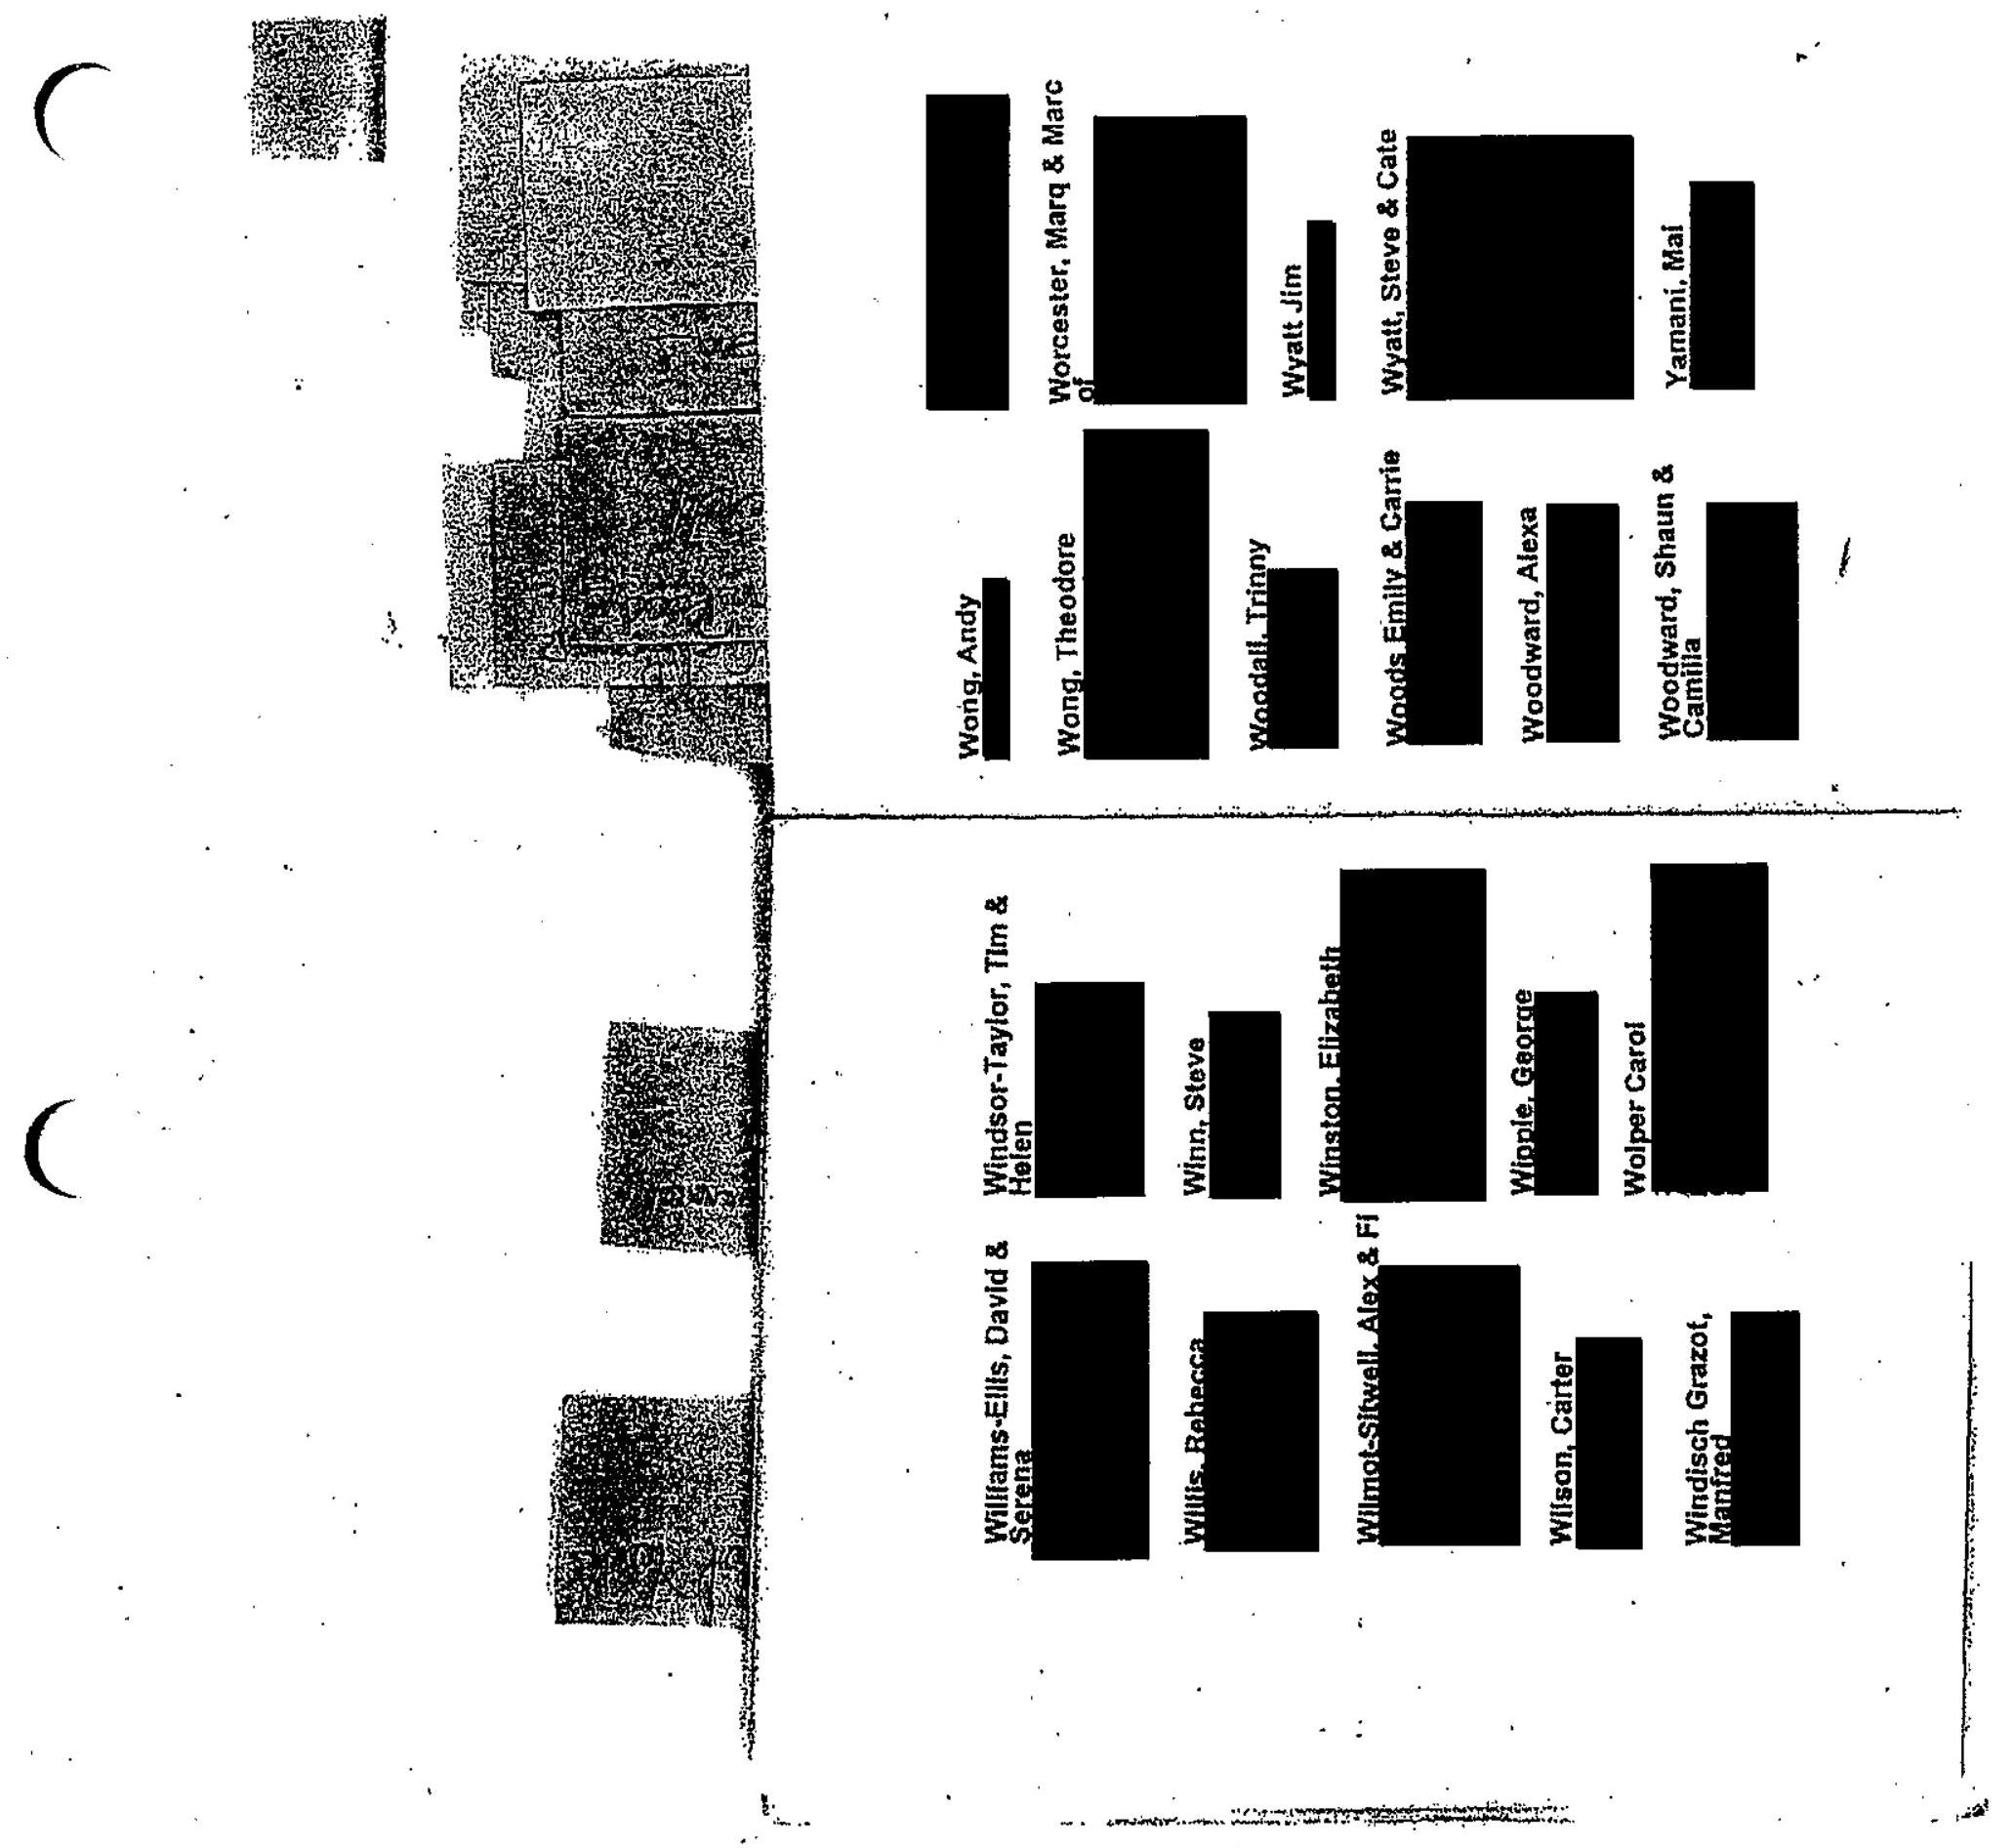 Williams-Ellis, David &
Serena
Willis, Rebecca
Wilmot-Sitwell, Alex & Fi
Wilson, Carter
Windisch Grazot,
Manfred
Windsor-Taylor, Tim &
Helen
Winn, Steve
Winston, Elizabeth
Wipple, George
Wolper Carol
Wong, Andy
Wong, Theodore
Woodall, Trinny
Woods Emily & Carrie
Woodward, Alexa
Woodward, Shaun &
Camilla
Worcester, Marq & Marc
of
Wyatt Jim
Wyatt, Steve & Cate
Yamani, Mai